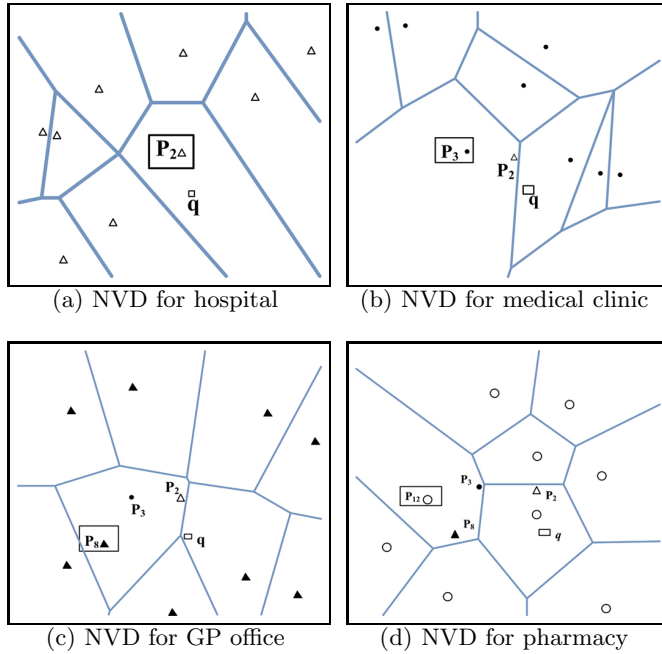 P2
q
(a) NVD for hospital
P3
P2
q
(b) NVD for medical clinic
P2
P3
P8
q
(c) NVD for GP office
P3
P2
P12
P8
q
(d) NVD for pharmacy